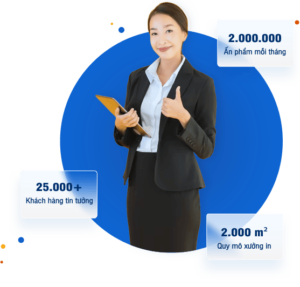 2.000.000
Ấn phẩm mỗi tháng
25.000+
Khách hàng tin tưởng
2.000 m²
Quy mô xưởng in